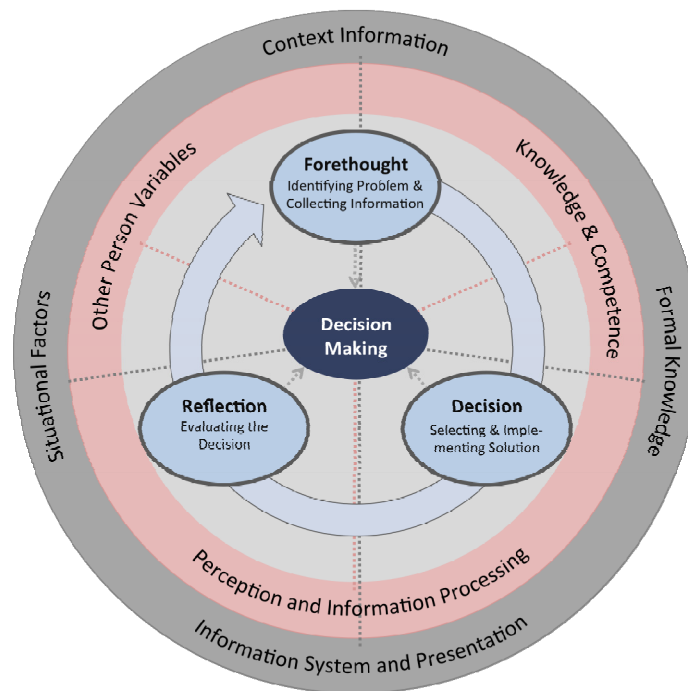 Context Information
Other Person Variables
Knowledge & Competence
Forethought
Identifying Problem &
Collecting Information
Decision
Making
Situational Factors
Formal Knowledge
Reflection
Evaluating the
Decision
Decision
Selecting & Imple-
menting Solution
Perception and Information Processing
Information System and Presentation